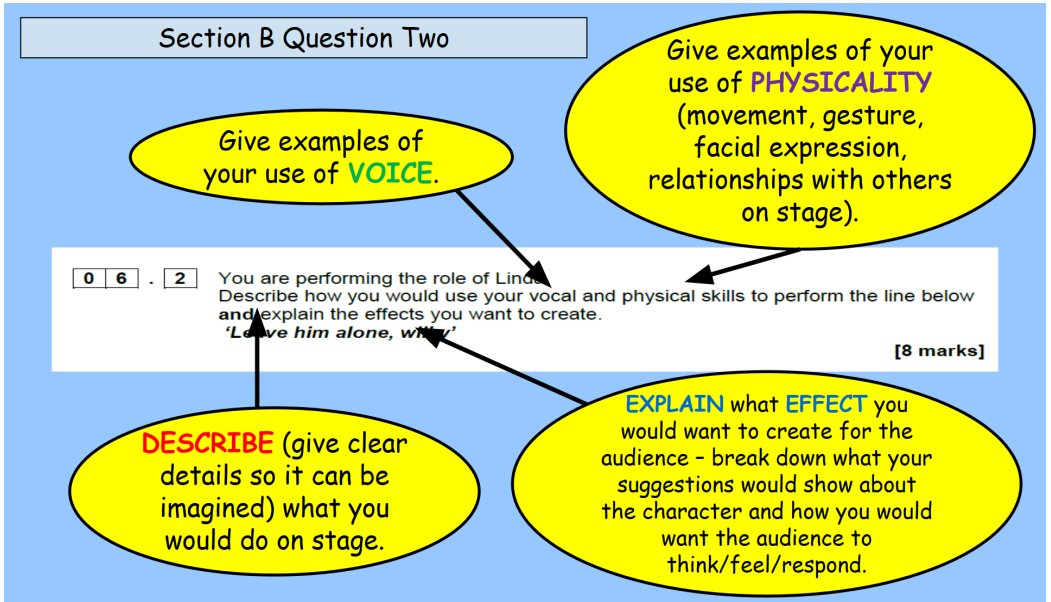 Section B Question Two
Give examples of your
use of PHYSICALITY
(movement, gesture,
facial expression,
relationships with others
on stage).
Give examples of
your use of VOICE.
0 6 . 2 You are performing the role of Linda
Describe how you would use your vocal and physical skills to perform the line below
and explain the effects you want to create.
'Leave him alone,
[8 marks]
DESCRIBE (give clear
details so it can be
imagined) what you
would do on stage.
EXPLAIN what EFFECT you
would want to create for the
audience – break down what your
suggestions would show about
the character and how you would
want the audience to
think/feel/respond.